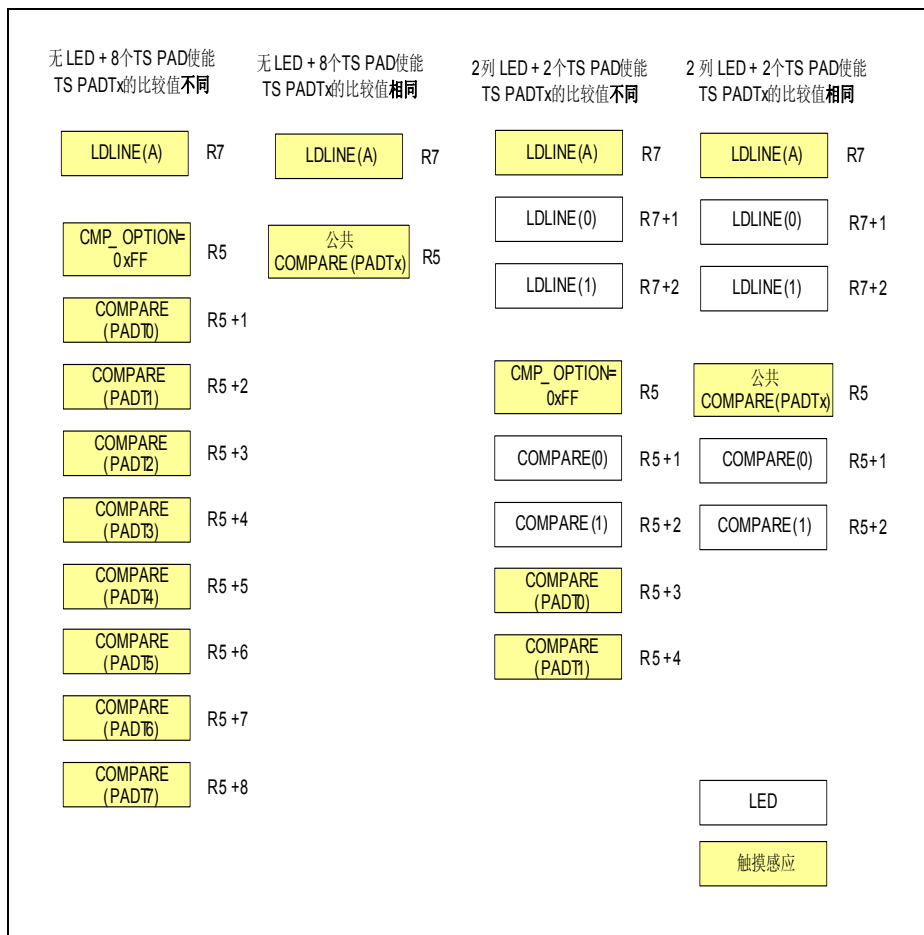 无 LED + 8个TS PAD使能
TS PADTx的比较值不同
LDLINE(A) R7
CMP_ OPTION=
0xFF
R5
COMPARE
(PADT0)
R5 +1
COMPARE
(PADT1)
R5 +2
COMPARE
(PADT2)
R5 +3
COMPARE
(PADT3)
R5 +4
COMPARE
(PADT4)
R5 +5
COMPARE
(PADT5)
R5 +6
COMPARE
(PADT6)
R5 +7
COMPARE
(PADT7)
R5 +8
无 LED + 8个TS PAD使能
TS PADTx的比较值相同
LDLINE(A) R7
公共
COMPARE(PADTx)
R5
2列 LED + 2个TS PAD使能
TS PADTx的比较值不同
LDLINE(A) R7
LDLINE(0) R7+1
LDLINE(1) R7+2
CMP_ OPTION=
0xFF
R5
COMPARE(0) R5+1
COMPARE(1) R5+2
COMPARE
(PADT0)
R5+3
COMPARE
(PADT1)
R5+4
2 列 LED + 2个TS PAD使能
TS PADTx的比较值相同
LDLINE(A) R7
LDLINE(0) R7+1
LDLINE(1) R7+2
公共
COMPARE(PADTx)
R5
COMPARE(0) R5+1
COMPARE(1) R5+2
LED
触摸感应